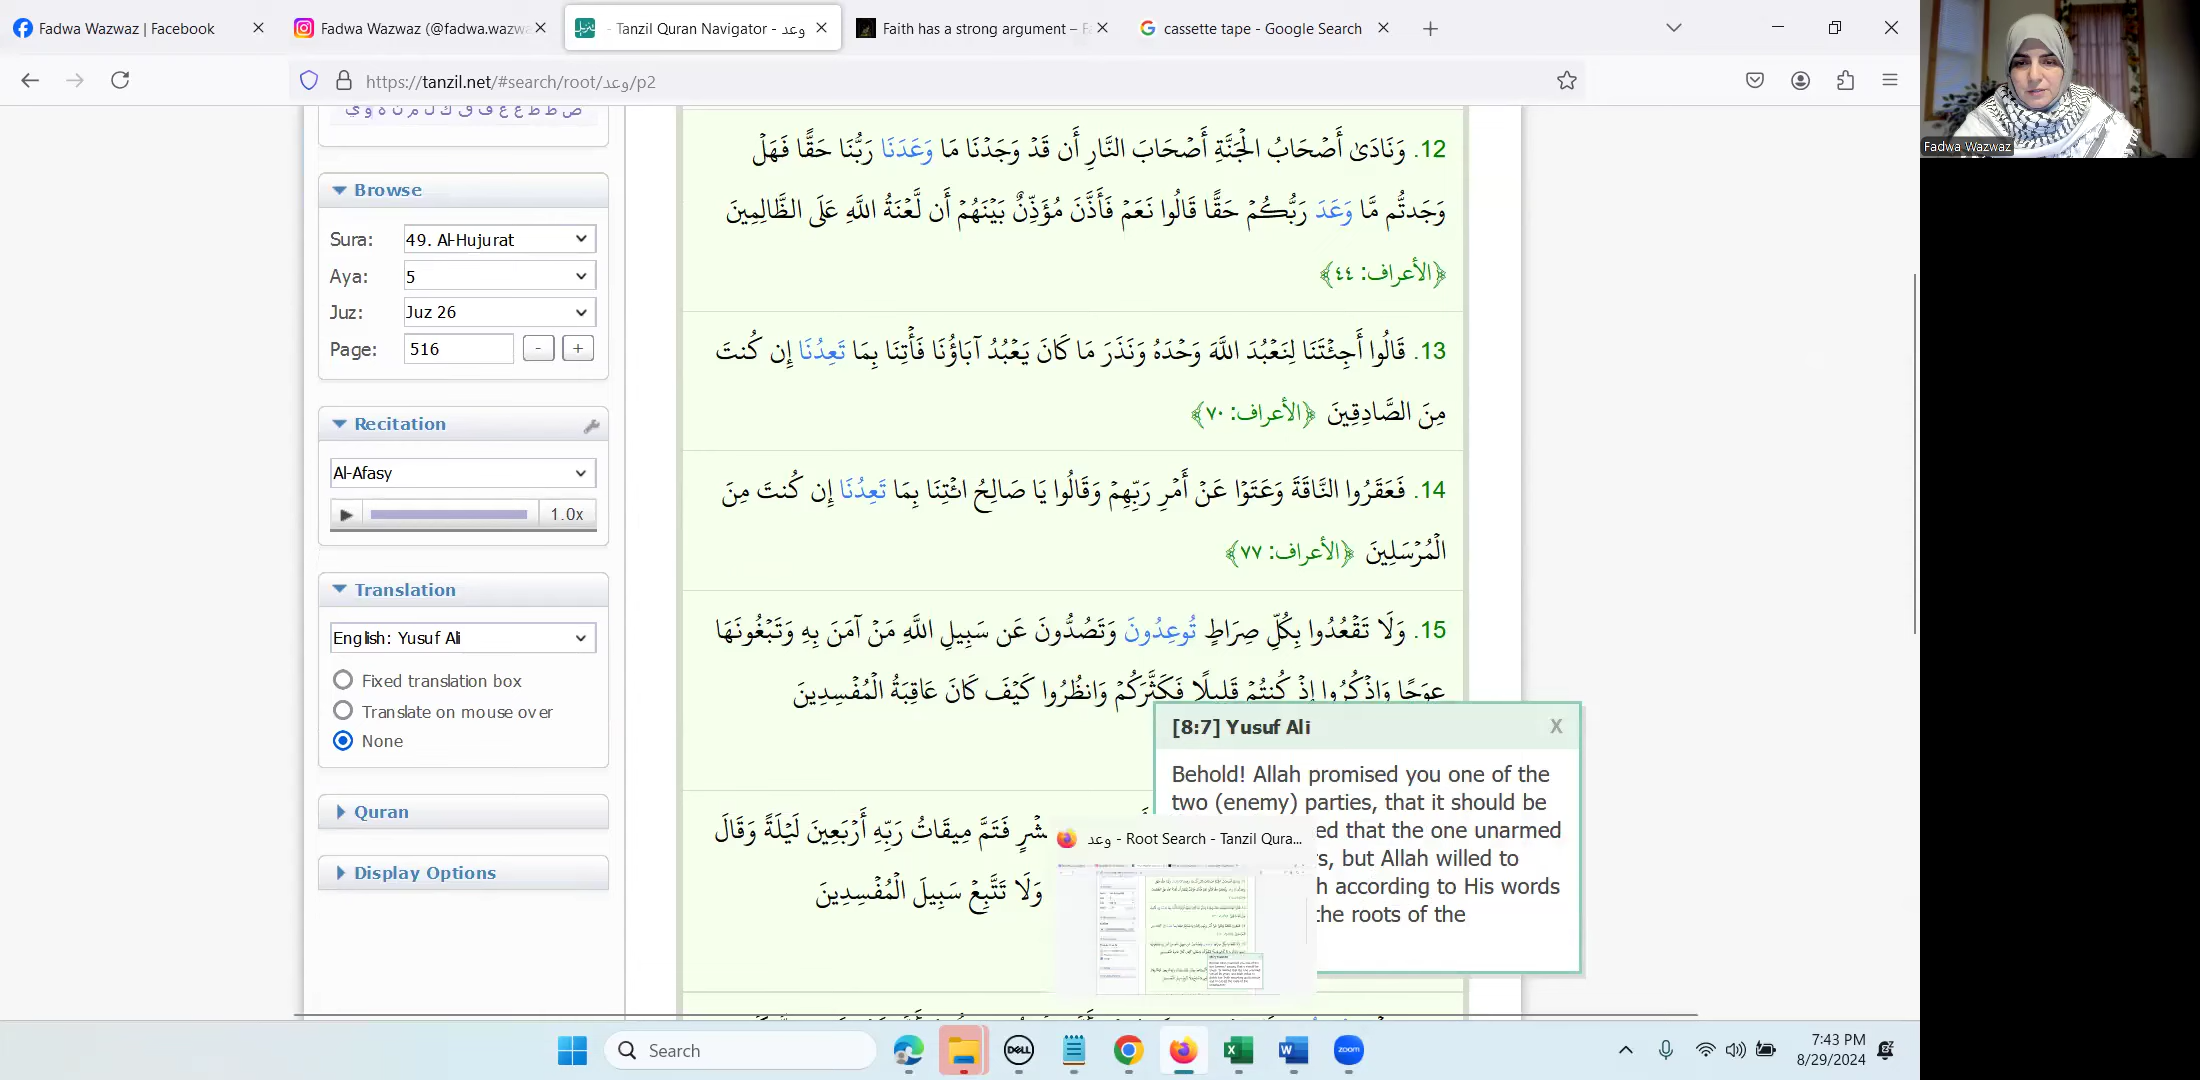 Fadwa Wazwaz | Facebook
Fadwa Wazwaz (@fadwa.wazwa
Tanzil Quran Navigator - وعد
Faith has a strong argument –
cassette tape - Google Search
https://tanzil.net/#search/root/وعد/p2
Fadwa Wazwaz
ص ط ظ ع غ ف ق ك ل م ن ه و ي
Browse
Sura: 49. Al-Hujurat
Aya: 5
Juz: Juz 26
Page: 516 - +
Recitation
Al-Afasy
1.0x
Translation
English: Yusuf Ali
Fixed translation box
Translate on mouse over
None
Quran
Display Options
12. وَنَادَىٰ أَصْحَابُ الْجَنَّةِ أَصْحَابَ النَّارِ أَن قَدْ وَجَدْنَا مَا وَعَدَنَا رَبُّنَا حَقًّا فَهَلْ
وَجَدتُّم مَّا وَعَدَ رَبُّكُمْ حَقًّا قَالُوا نَعَمْ فَأَذَّنَ مُؤَذِّنٌ بَيْنَهُمْ أَن لَّعْنَةُ اللَّهِ عَلَى الظَّالِمِينَ
﴿الأعراف: ٤٤﴾
13. قَالُوا أَجِئْتَنَا لِنَعْبُدَ اللَّهَ وَحْدَهُ وَنَذَرَ مَا كَانَ يَعْبُدُ آبَاؤُنَا فَأْتِنَا بِمَا تَعِدُنَا إِن كُنتَ
مِنَ الصَّادِقِينَ ﴿الأعراف: ٧٠﴾
14. فَعَقَرُوا النَّاقَةَ وَعَتَوْا عَنْ أَمْرِ رَبِّهِمْ وَقَالُوا يَا صَالِحُ ائْتِنَا بِمَا تَعِدُنَا إِن كُنتَ مِنَ
الْمُرْسَلِينَ ﴿الأعراف: ٧٧﴾
15. وَلَا تَقْعُدُوا بِكُلِّ صِرَاطٍ تُوعِدُونَ وَتَصُدُّونَ عَن سَبِيلِ اللَّهِ مَنْ آمَنَ بِهِ وَتَبْغُونَهَا
عِوَجًا وَاذْكُرُوا إِذْ كُنتُمْ قَلِيلًا فَكَثَّرَكُمْ وَانظُرُوا كَيْفَ كَانَ عَاقِبَةُ الْمُفْسِدِينَ
فَتَمَّ مِيقَاتُ رَبِّهِ أَرْبَعِينَ لَيْلَةً وَقَالَ
وَلَا تَتَّبِعْ سَبِيلَ الْمُفْسِدِينَ
[8:7] Yusuf Ali X
Behold! Allah promised you one of the
two (enemy) parties, that it should be
ed that the one unarmed
s, but Allah willed to
h according to His words
the roots of the
وعد - Root Search - Tanzil Qura...
Search
DELL
zoom
7:43 PM
8/29/2024